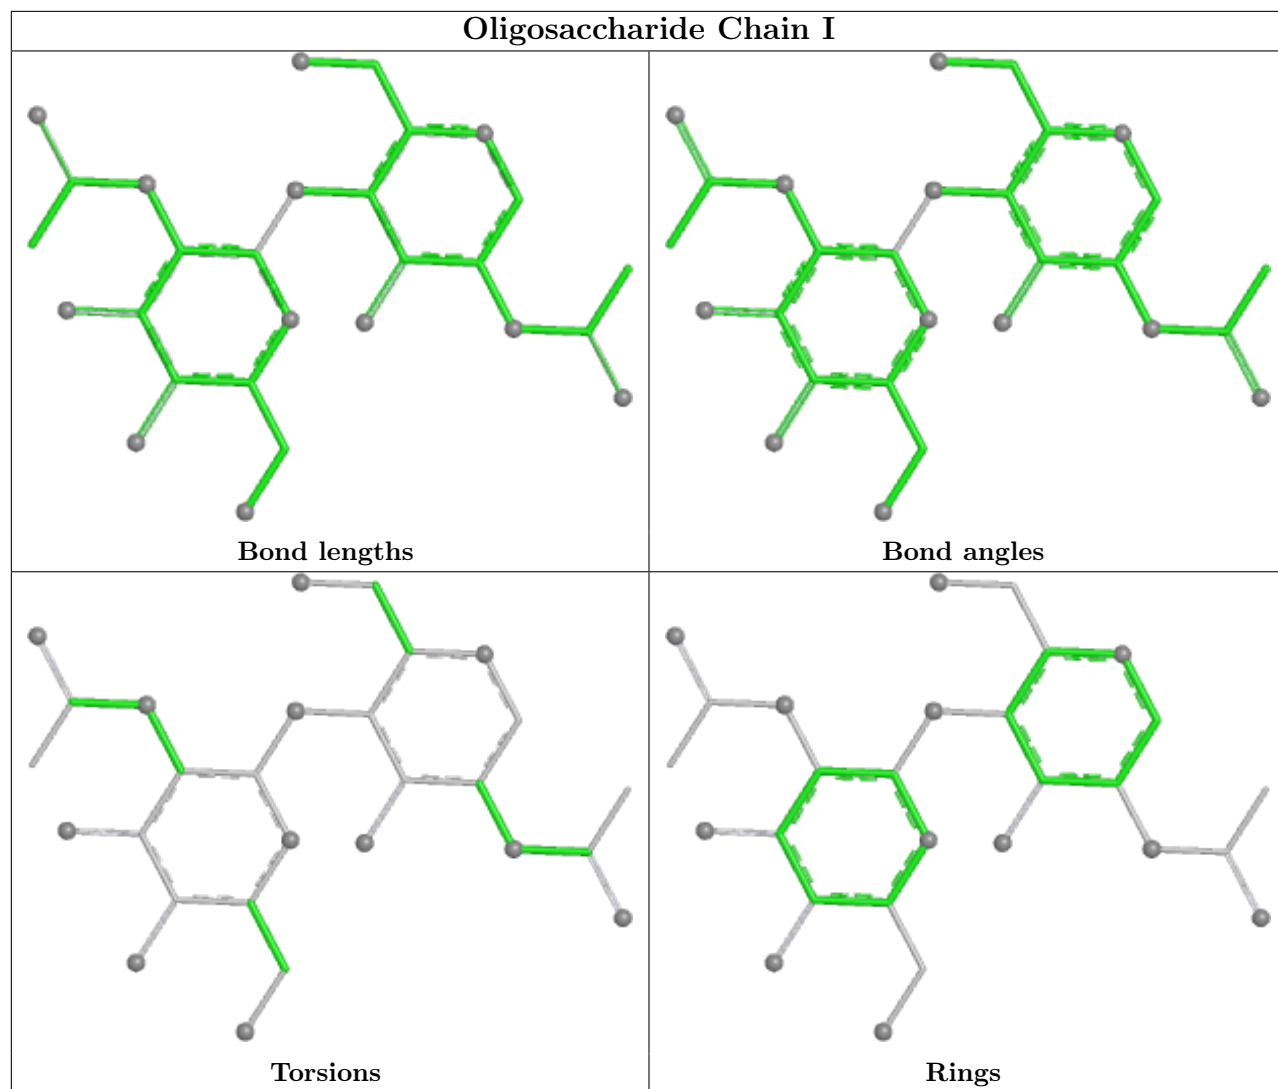 Oligosaccharide Chain I
Bond lengths
Bond angles
Torsions
Rings